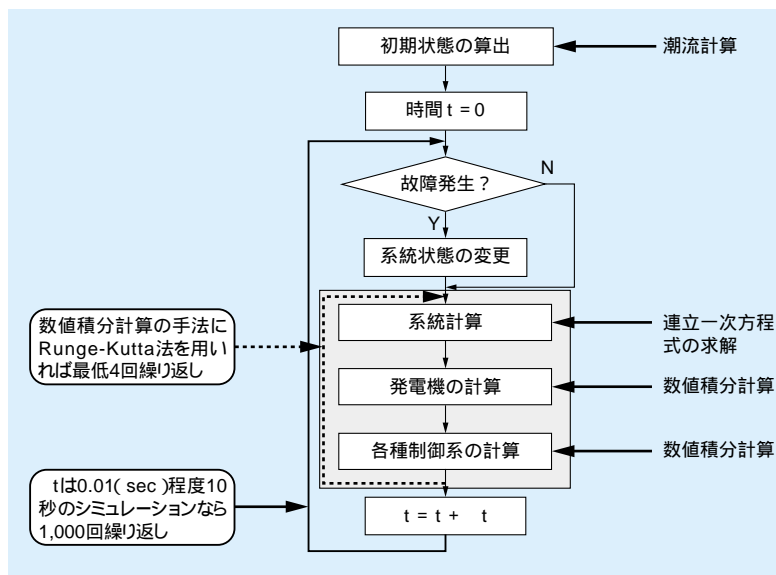 初期状態の算出
潮流計算
時間 t = 0
故障発生？
N
Y
系統状態の変更
数値積分計算の手法に
Runge-Kutta法を用い
れば最低4回繰り返し
系統計算
連立一次方程
式の求解
発電機の計算
数値積分計算
各種制御系の計算
数値積分計算
tは0.01( sec )程度10
秒のシミュレーションなら
1,000回繰り返し
t = t + t